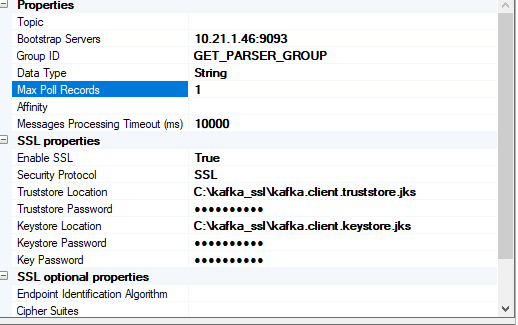 Properties
Topic
Bootstrap Servers 10.21.1.46:9093
Group ID GET_PARSER_GROUP
Data Type String
Max Poll Records 1
Affinity
Messages Processing Timeout (ms) 10000
SSL properties
Enable SSL True
Security Protocol SSL
Truststore Location C:\kafka_ssl\kafka.client.truststore.jks
Truststore Password ●●●●●●●●●●
Keystore Location C:\kafka_ssl\kafka.client.keystore.jks
Keystore Password ●●●●●●●●●●
Key Password ●●●●●●●●●●
SSL optional properties
Endpoint Identification Algorithm
Cipher Suites